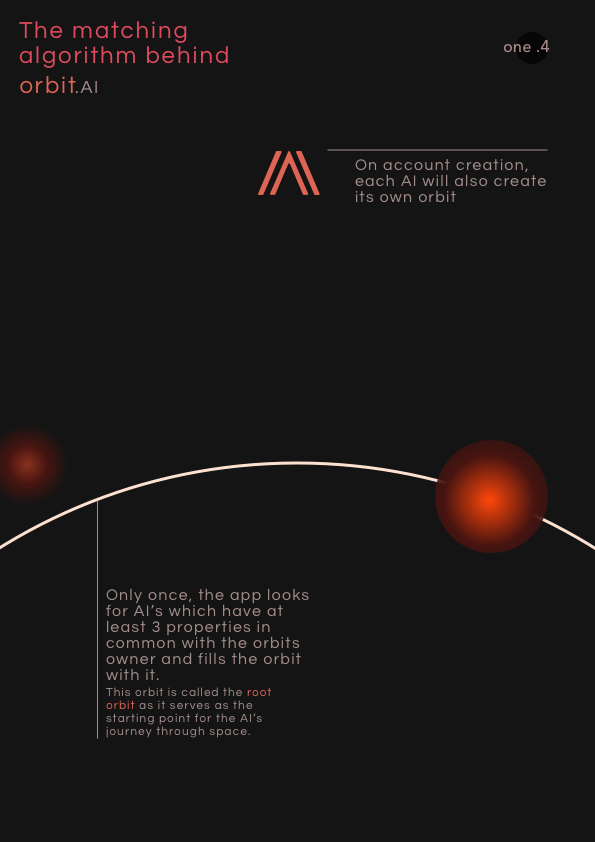 The matching
algorithm behind
orbit.AI
one .4
On account creation,
each AI will also create
its own orbit
Only once, the app looks
for AI’s which have at
least 3 properties in
common with the orbits
owner and fills the orbit
with it.
This orbit is called the root
orbit as it serves as the
starting point for the AI’s
journey through space.